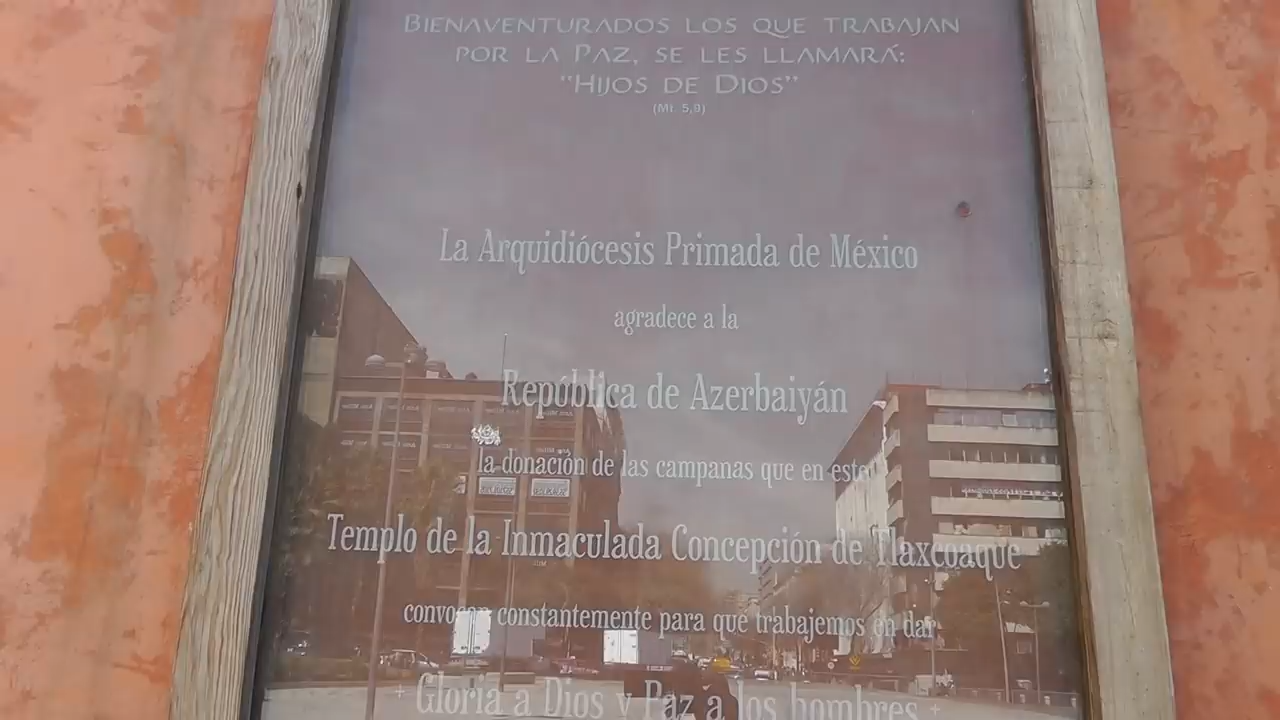 BIENAVENTURADOS LOS QUE TRABAJAN
POR LA PAZ, SE LES LLAMARÁ:
"HIJOS DE DIOS"
(Mt. 5,9)
La Arquidiócesis Primada de México
agradece a la
República de Azerbaiyán
la donación de las campanas que en este
Templo de la Inmaculada Concepción de Tlaxcoaque
convocan constantemente para que trabajemos en dar
+ Gloria a Dios y Paz a los hombres +